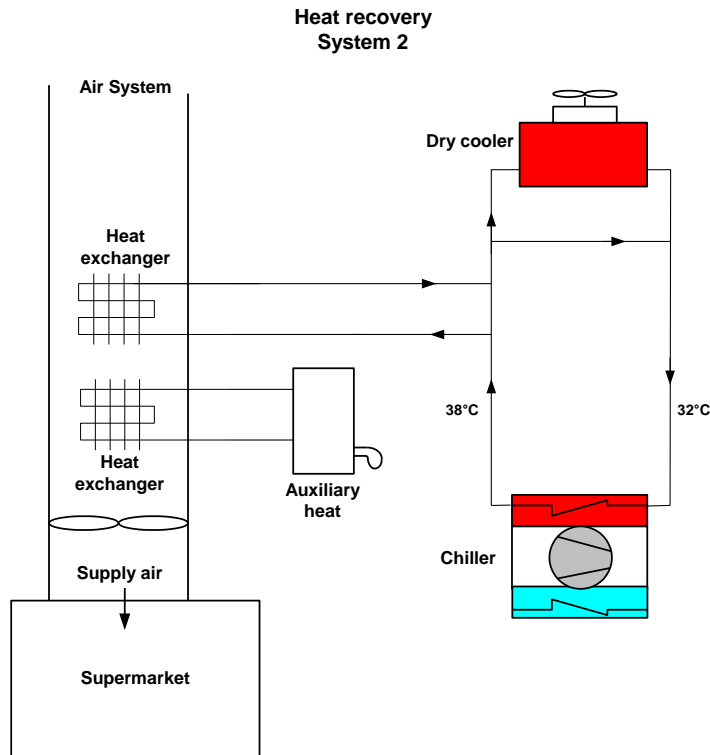 Heat recovery
System 2
Air System
Dry cooler
Heat
exchanger
38°C
32°C
Heat
exchanger
Auxiliary
heat
Chiller
Supply air
Supermarket